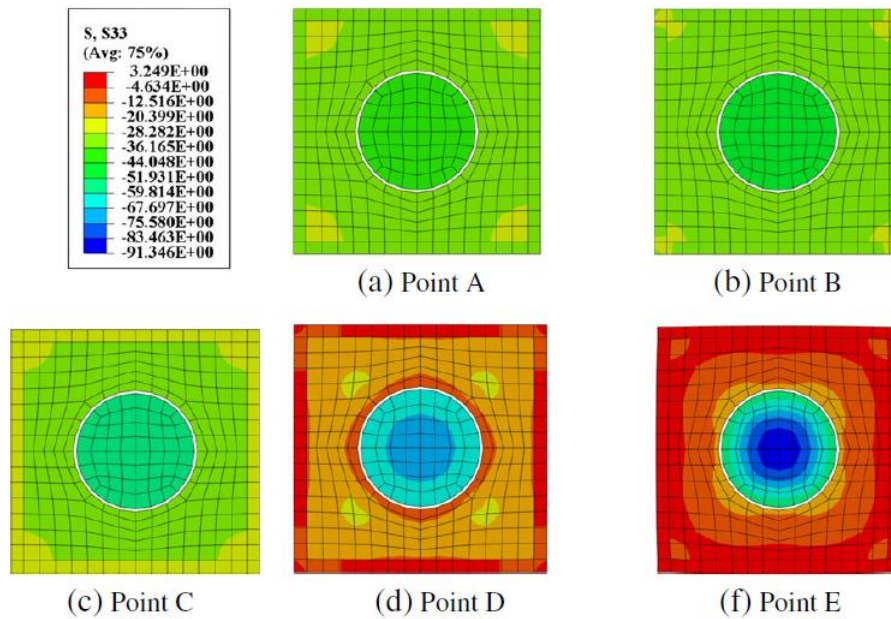 S, S33
(Avg: 75%)
3.249E+00
-4.634E+00
-12.516E+00
-20.399E+00
-28.282E+00
-36.165E+00
-44.048E+00
-51.931E+00
-59.814E+00
-67.697E+00
-75.580E+00
-83.463E+00
-91.346E+00
(a) Point A
(b) Point B
(c) Point C
(d) Point D
(f) Point E